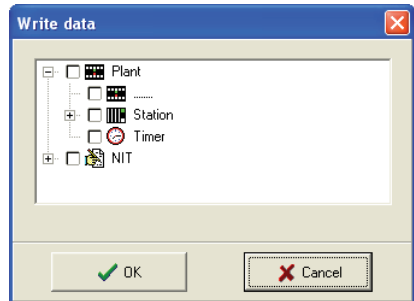 Write data
Plant
.......
Station
Timer
NIT
OK
Cancel